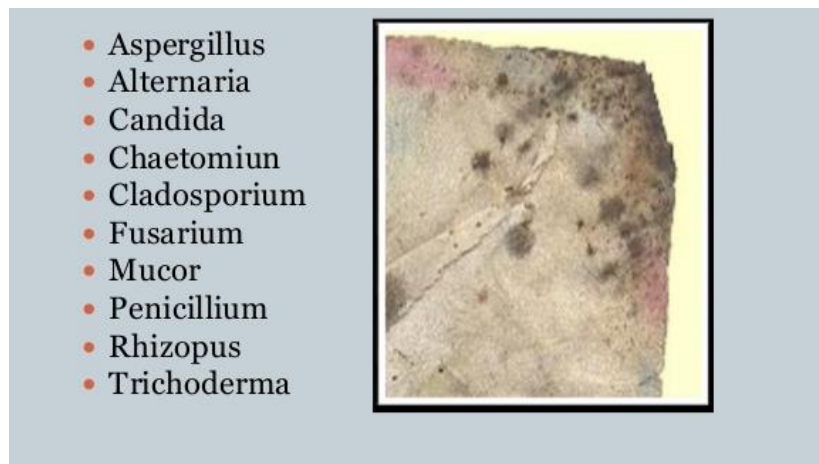 • Aspergillus
• Alternaria
• Candida
• Chaetomiun
• Cladosporium
• Fusarium
• Mucor
• Penicillium
• Rhizopus
• Trichoderma